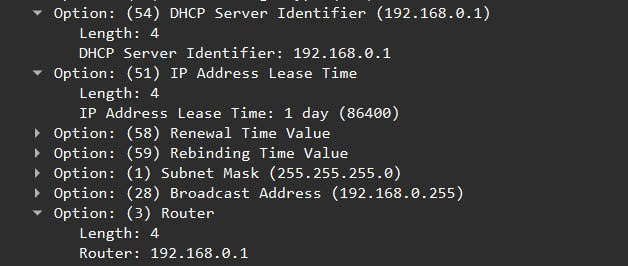 Option: (54) DHCP Server Identifier (192.168.0.1)
Length: 4
DHCP Server Identifier: 192.168.0.1
Option: (51) IP Address Lease Time
Length: 4
IP Address Lease Time: 1 day (86400)
Option: (58) Renewal Time Value
Option: (59) Rebinding Time Value
Option: (1) Subnet Mask (255.255.255.0)
Option: (28) Broadcast Address (192.168.0.255)
Option: (3) Router
Length: 4
Router: 192.168.0.1